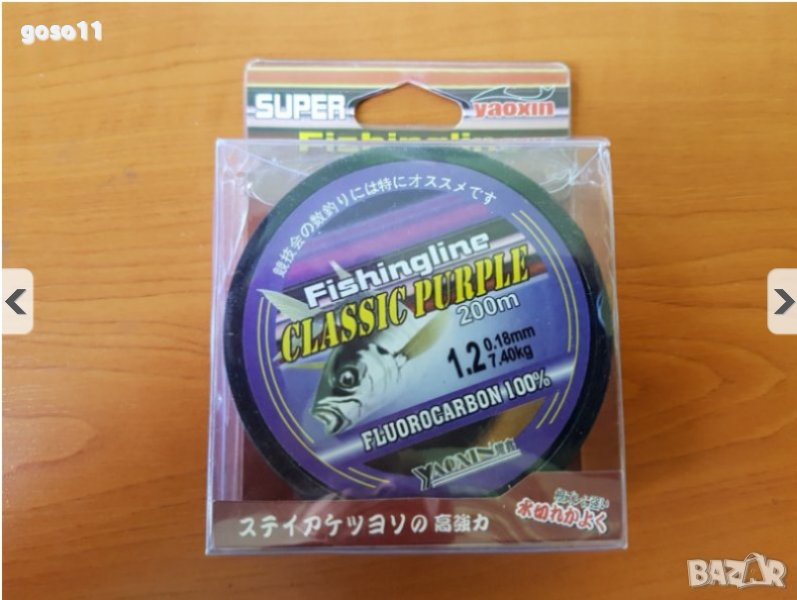 goso11
SUPER
yaoxin
Fishingline
競技会の数釣りには特にオススメです
Fishingline
CLASSIC PURPLE
200m
1.2 0.18mm
7.40kg
FLUOROCARBON 100%
YAOXIN
ステイアケツヨソの高強力
水切れがよく
BAZAR